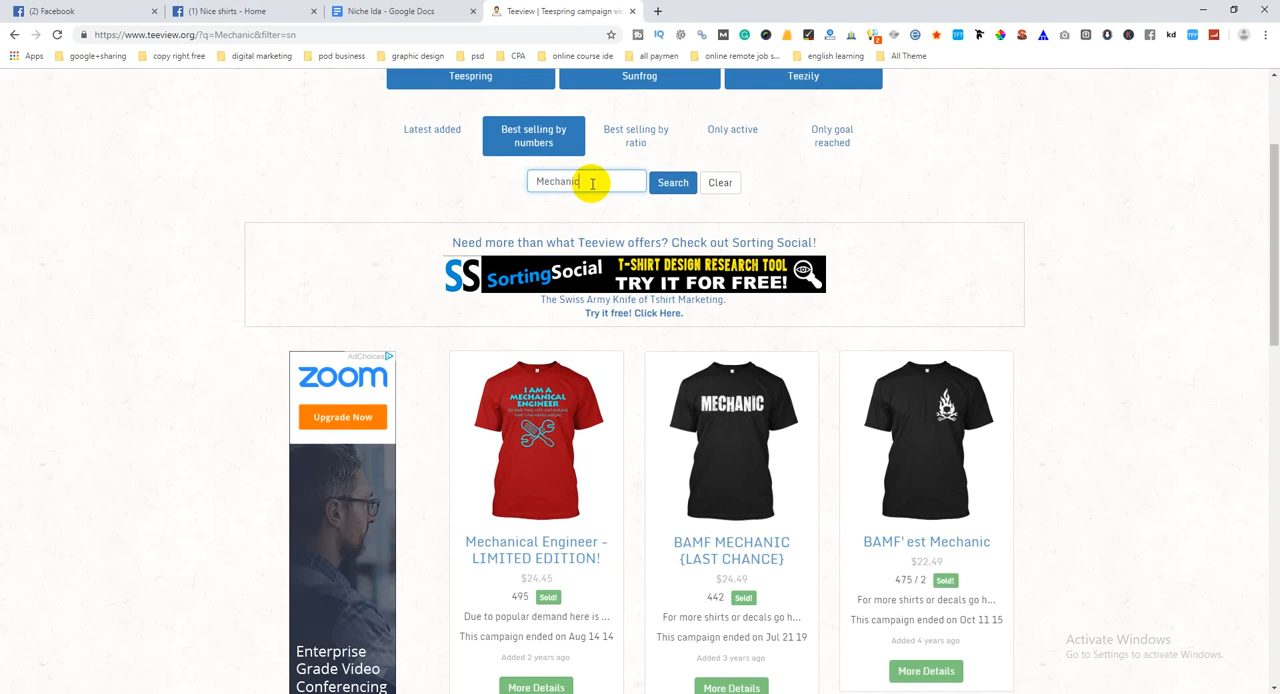 (2) Facebook
(1) Nice shirts - Home
Niche Ida - Google Docs
Teeview | Teespring campaign vi
https://www.teeview.org/?q=Mechanic&filter=sn
Apps
google+sharing
copy right free
digital marketing
pod business
graphic design
psd
CPA
online course ide
all paymen
online remote job s...
english learning
All Theme
Teespring
Sunfrog
Teezily
Latest added
Best selling by
numbers
Best selling by
ratio
Only active
Only goal
reached
Mechanic
Search
Clear
Need more than what Teeview offers? Check out Sorting Social!
SS SortingSocial
T-SHIRT DESIGN RESEARCH TOOL
TRY IT FOR FREE!
The Swiss Army Knife of Tshirt Marketing.
Try it free! Click Here.
AdChoices
ZOOM
Upgrade Now
Enterprise
Grade Video
Conferencing
I AM A
MECHANICAL
ENGINEER
Mechanical Engineer -
LIMITED EDITION!
$24.45
495 Sold!
Due to popular demand here is ...
This campaign ended on Aug 14 14
Added 2 years ago
More Details
MECHANIC
BAMF MECHANIC
{LAST CHANCE}
$24.49
442 Sold!
For more shirts or decals go h...
This campaign ended on Jul 21 19
Added 3 years ago
More Details
BAMF'est Mechanic
$22.49
475 / 2 Sold!
For more shirts or decals go h...
This campaign ended on Oct 11 15
Added 4 years ago
More Details
Activate Windows
Go to Settings to activate Windows.